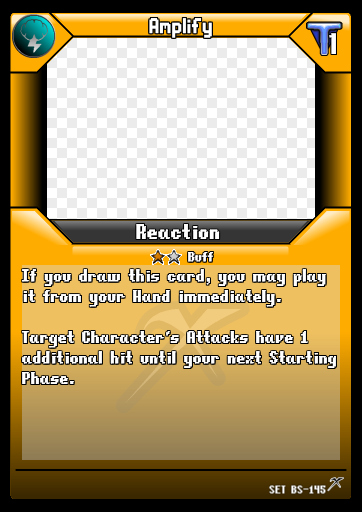 Amplify
T1
Reaction
Buff
If you draw this card, you may play
it from your Hand immediately.
Target Character's Attacks have 1
additional hit until your next Starting
Phase.
SET BS-145